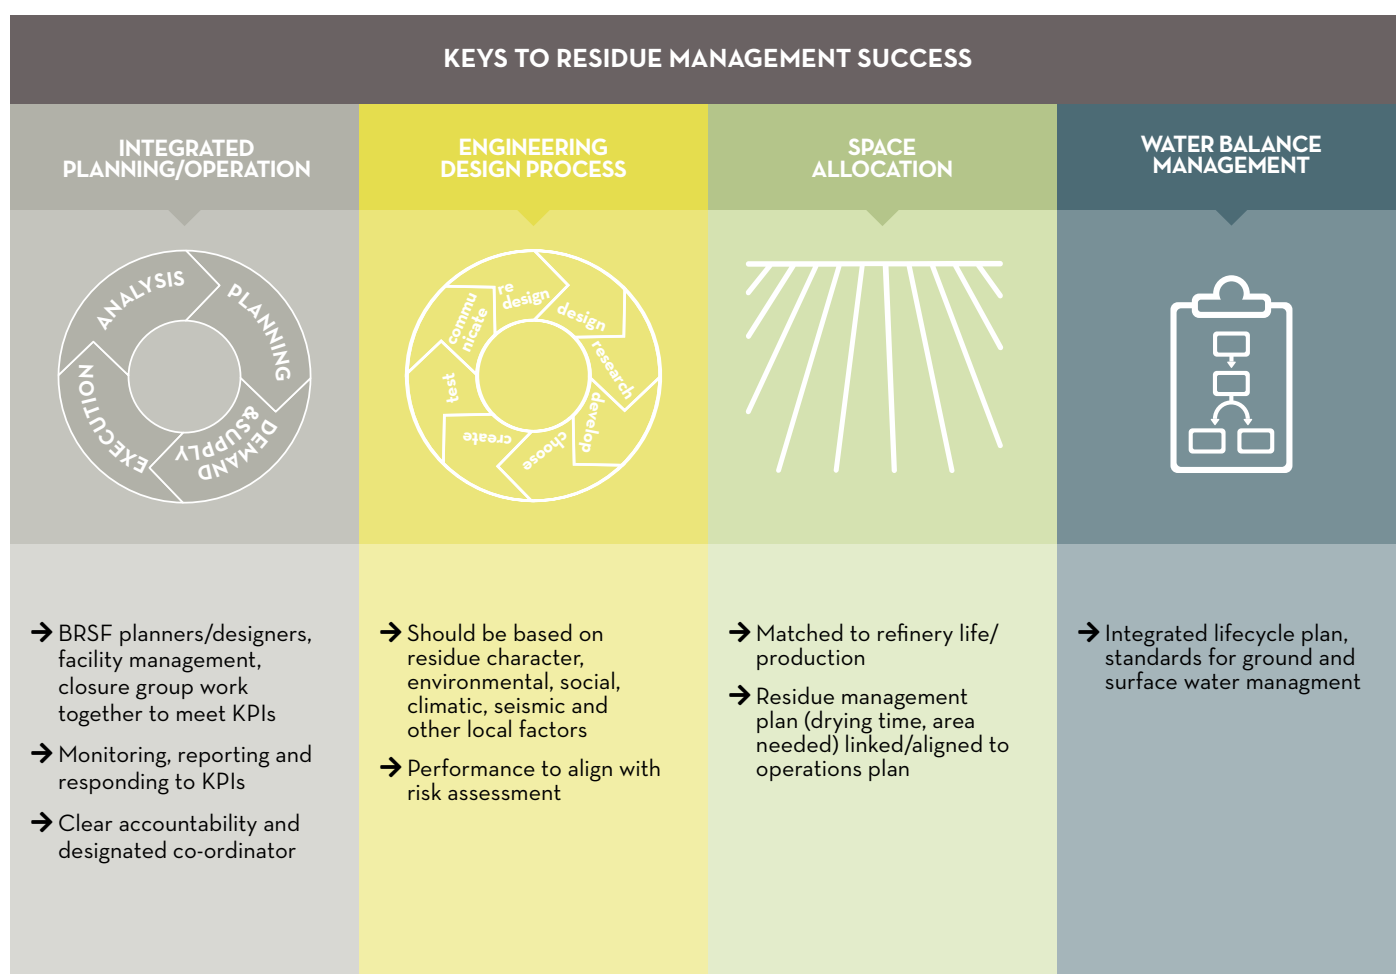 KEYS TO RESIDUE MANAGEMENT SUCCESS
INTEGRATED
PLANNING/OPERATION
ANALYSIS
PLANNING
DEMAND
&SUPPLY
EXECUTION
BRSF planners/designers,
facility management,
closure group work
together to meet KPIs
Monitoring, reporting and
responding to KPIs
Clear accountability and
designated co-ordinator
ENGINEERING
DESIGN PROCESS
re
design
design
research
develop
choose
create
test
commu
nicate
Should be based on
residue character,
environmental, social,
climatic, seismic and
other local factors
Performance to align with
risk assessment
SPACE
ALLOCATION
Matched to refinery life/
production
Residue management
plan (drying time, area
needed) linked/aligned to
operations plan
WATER BALANCE
MANAGEMENT
Integrated lifecycle plan,
standards for ground and
surface water managment